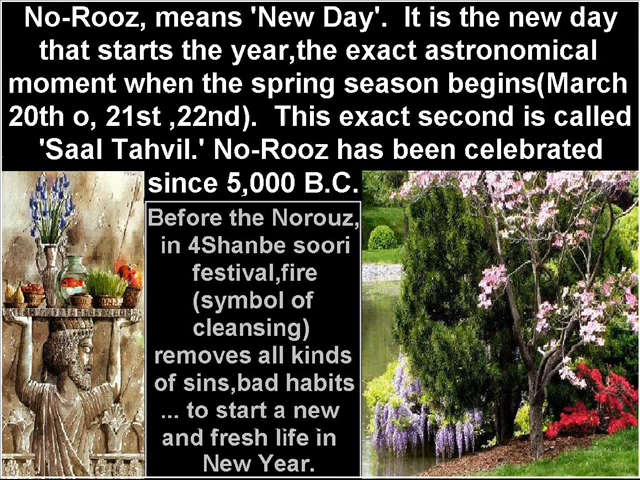 No-Rooz, means 'New Day'. It is the new day
that starts the year,the exact astronomical
moment when the spring season begins(March
20th o, 21st ,22nd). This exact second is called
'Saal Tahvil.' No-Rooz has been celebrated
since 5,000 B.C.
Before the Norouz,
in 4Shanbe soori
festival,fire
(symbol of
cleansing)
removes all kinds
of sins,bad habits
... to start a new
and fresh life in
New Year.